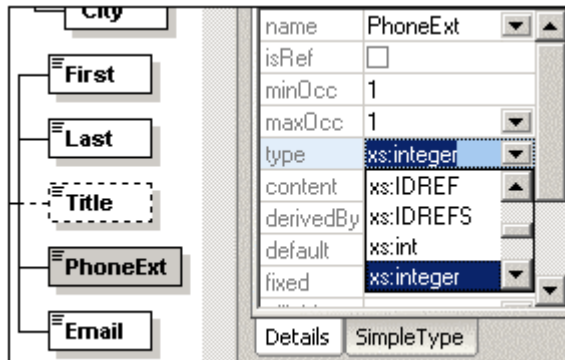 City
First
Last
Title
PhoneExt
Email
name PhoneExt
isRef
minOcc 1
maxOcc 1
type xs:integer
content xs:IDREF
derivedBy xs:IDREFS
default xs:int
fixed xs:integer
Details SimpleType